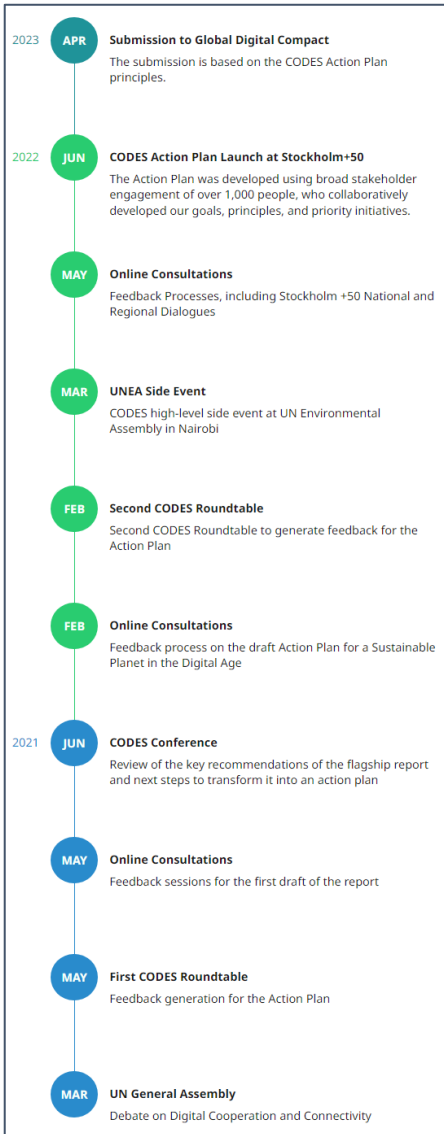 2023
APR
Submission to Global Digital Compact
The submission is based on the CODES Action Plan
principles.
2022
JUN
CODES Action Plan Launch at Stockholm+50
The Action Plan was developed using broad stakeholder
engagement of over 1,000 people, who collaboratively
developed our goals, principles, and priority initiatives.
MAY
Online Consultations
Feedback Processes, including Stockholm +50 National and
Regional Dialogues
MAR
UNEA Side Event
CODES high-level side event at UN Environmental
Assembly in Nairobi
FEB
Second CODES Roundtable
Second CODES Roundtable to generate feedback for the
Action Plan
FEB
Online Consultations
Feedback process on the draft Action Plan for a Sustainable
Planet in the Digital Age
2021
JUN
CODES Conference
Review of the key recommendations of the flagship report
and next steps to transform it into an action plan
MAY
Online Consultations
Feedback sessions for the first draft of the report
MAY
First CODES Roundtable
Feedback generation for the Action Plan
MAR
UN General Assembly
Debate on Digital Cooperation and Connectivity